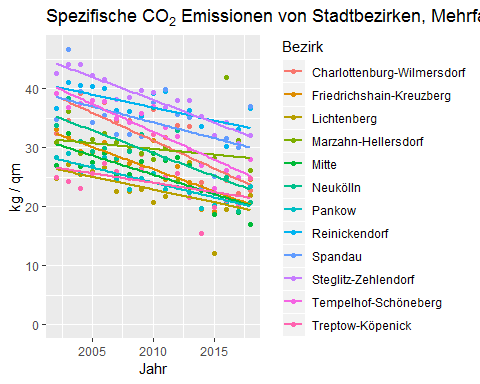 Spezifische CO₂ Emissionen von Stadtbezirken, Mehrfa
kg / qm
40
30
20
10
0
2005
2010
2015
Jahr
Bezirk
Charlottenburg-Wilmersdorf
Friedrichshain-Kreuzberg
Lichtenberg
Marzahn-Hellersdorf
Mitte
Neukölln
Pankow
Reinickendorf
Spandau
Steglitz-Zehlendorf
Tempelhof-Schöneberg
Treptow-Köpenick